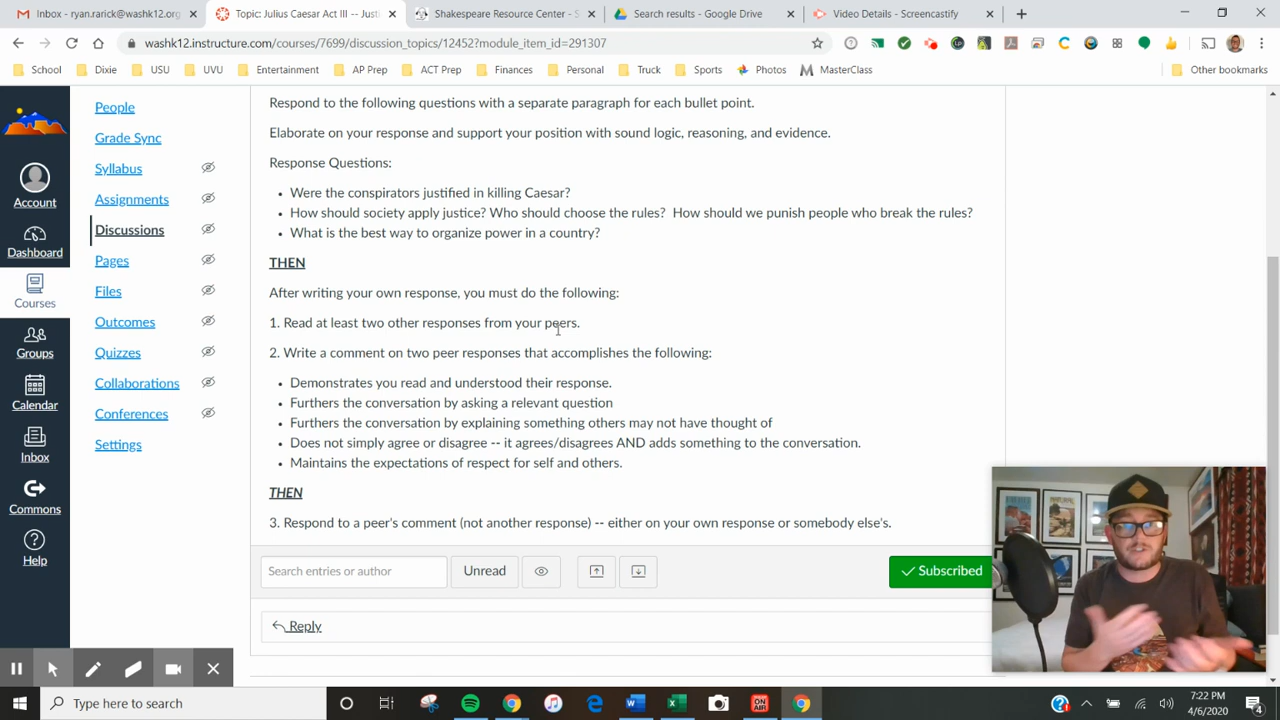 Inbox - ryan.rarick@washk12.org
Topic: Julius Caesar Act III -- Justi
Shakespeare Resource Center - S
Search results - Google Drive
Video Details - Screencastify
washk12.instructure.com/courses/7699/discussion_topics/12452?module_item_id=291307
School
Dixie
USU
UVU
Entertainment
AP Prep
ACT Prep
Finances
Personal
Truck
Sports
Photos
MasterClass
Other bookmarks
Account
Dashboard
Courses
Groups
Calendar
Inbox
Commons
Help
People
Grade Sync
Syllabus
Assignments
Discussions
Pages
Files
Outcomes
Quizzes
Collaborations
Conferences
Settings
Respond to the following questions with a separate paragraph for each bullet point.
Elaborate on your response and support your position with sound logic, reasoning, and evidence.
Response Questions:
• Were the conspirators justified in killing Caesar?
• How should society apply justice? Who should choose the rules?  How should we punish people who break the rules?
• What is the best way to organize power in a country?
THEN
After writing your own response, you must do the following:
1. Read at least two other responses from your peers.
2. Write a comment on two peer responses that accomplishes the following:
• Demonstrates you read and understood their response.
• Furthers the conversation by asking a relevant question
• Furthers the conversation by explaining something others may not have thought of
• Does not simply agree or disagree -- it agrees/disagrees AND adds something to the conversation.
• Maintains the expectations of respect for self and others.
THEN
3. Respond to a peer's comment (not another response) -- either on your own response or somebody else's.
Search entries or author
Unread
Subscribed
Reply
Type here to search
ON AIR
7:22 PM
4/6/2020
4